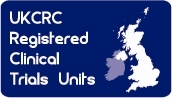 UKCRC
Registered
Clinical
Trials Units